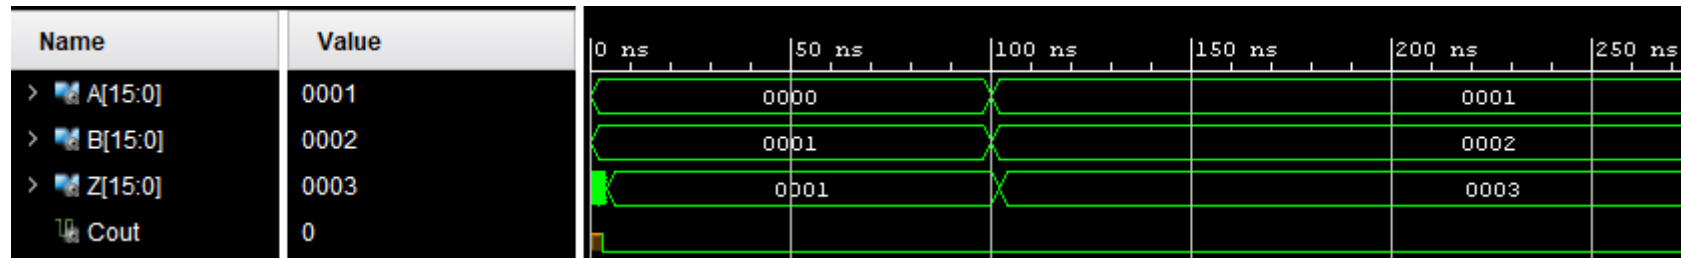 Name Value 0 ns 50 ns 100 ns 150 ns 200 ns 250 ns
A[15:0] 0001 0000 0001
B[15:0] 0002 0001 0002
Z[15:0] 0003 0001 0003
Cout 0